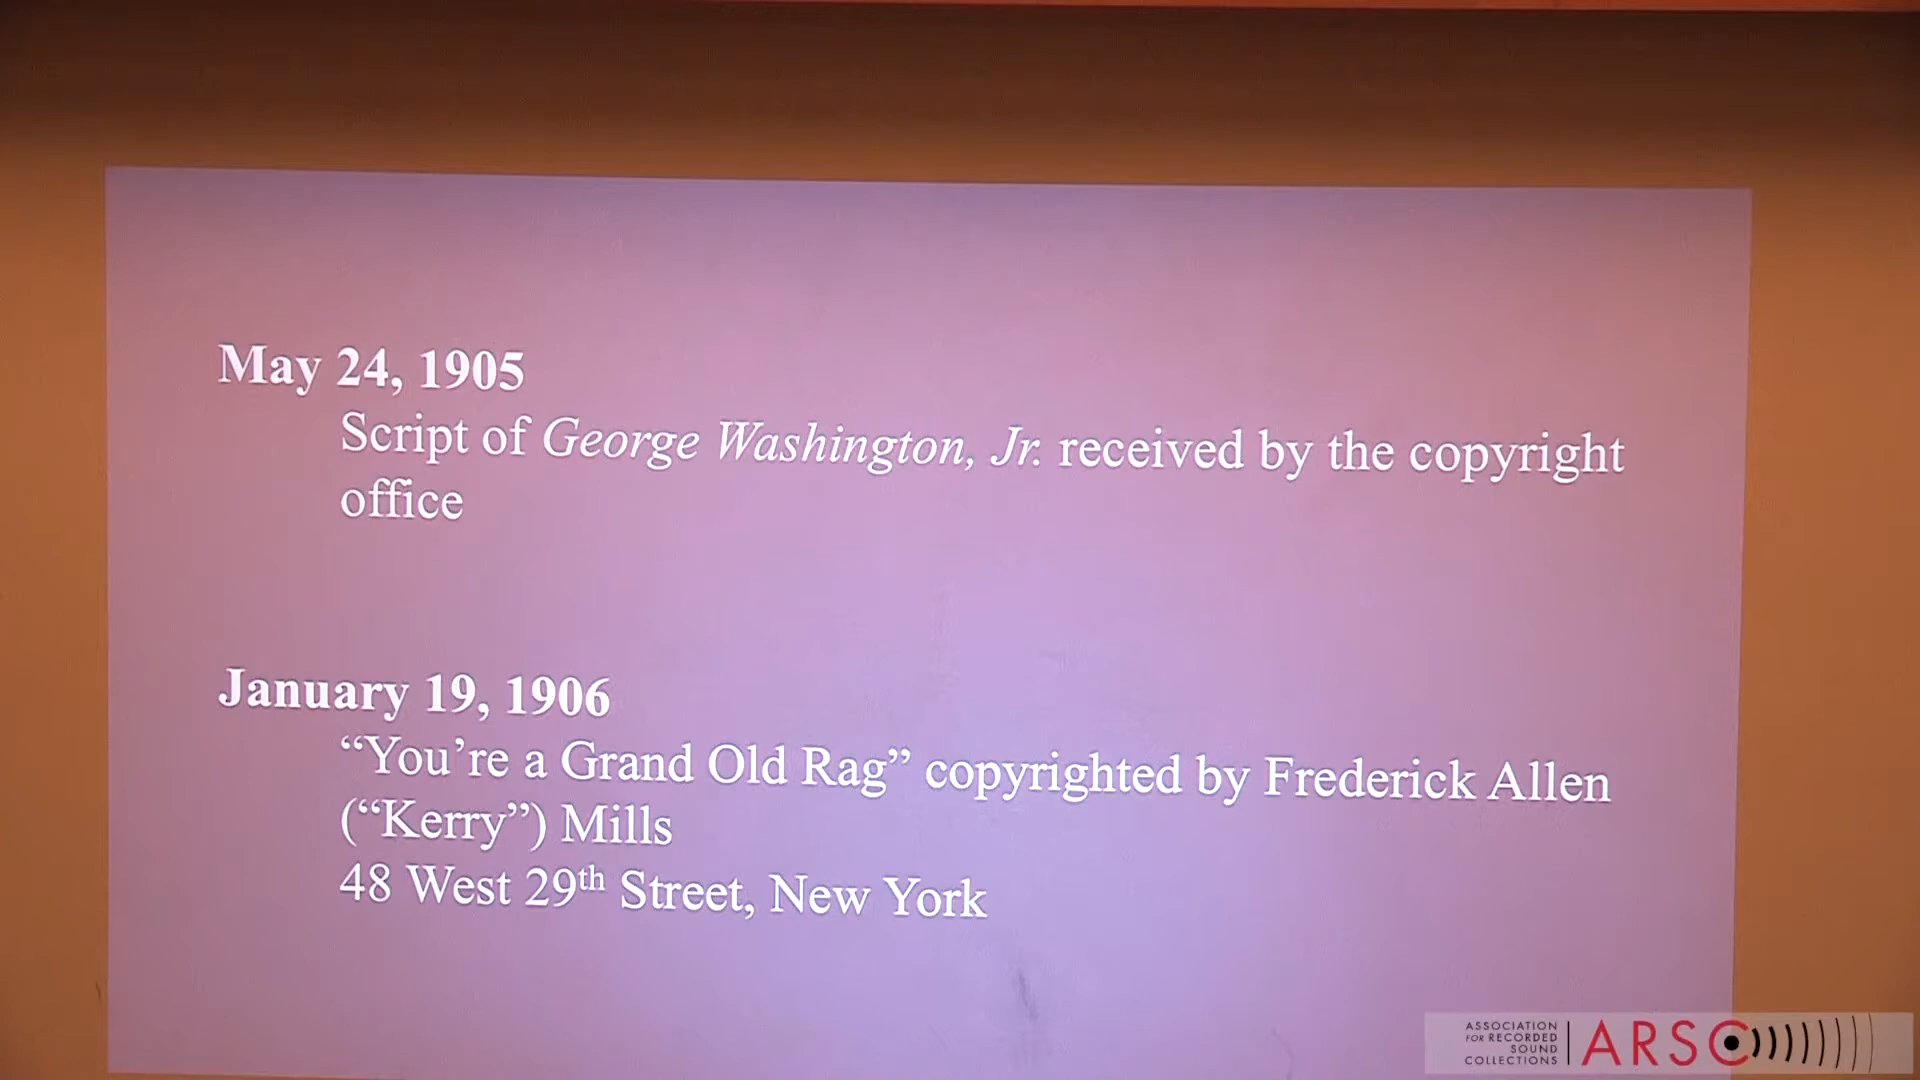 May 24, 1905
Script of George Washington, Jr. received by the copyright
office
January 19, 1906
“You’re a Grand Old Rag” copyrighted by Frederick Allen
(“Kerry”) Mills
48 West 29th Street, New York
ASSOCIATION
FOR RECORDED
SOUND
COLLECTIONS
ARSC